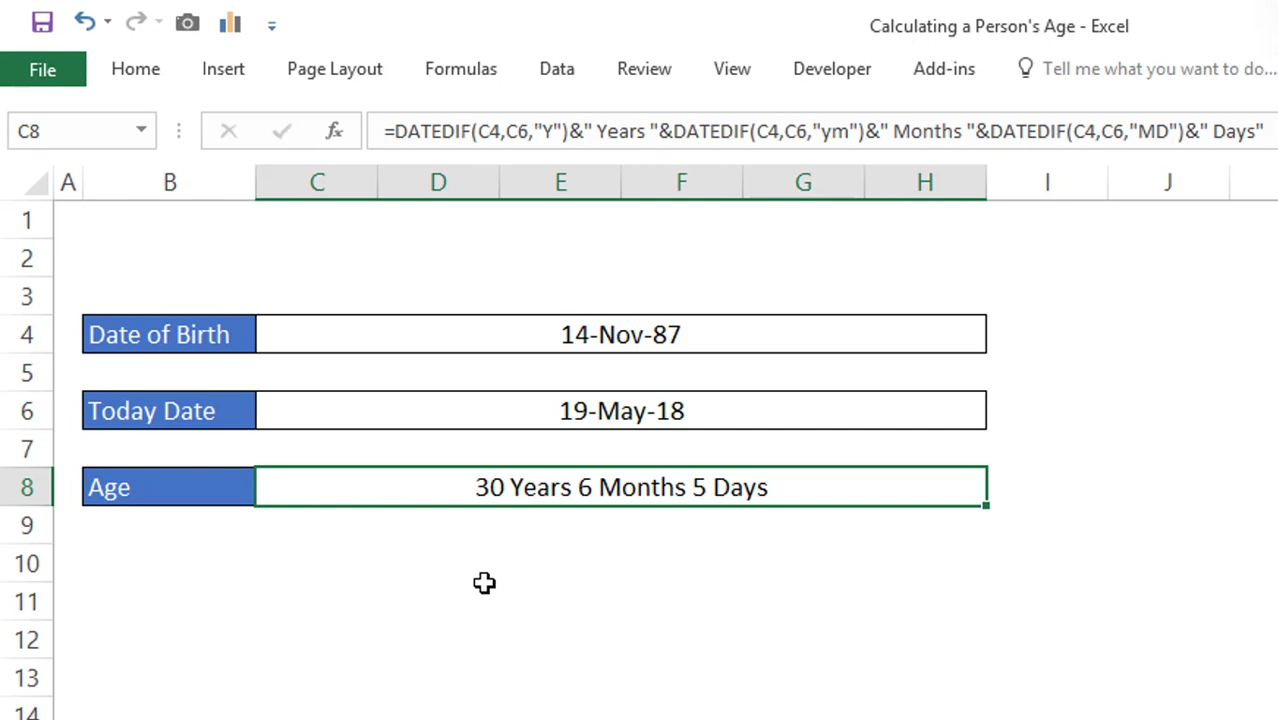 Calculating a Person's Age - Excel
File Home Insert Page Layout Formulas Data Review View Developer Add-ins Tell me what you want to do...
C8 fx =DATEDIF(C4,C6,"Y")&" Years "&DATEDIF(C4,C6,"ym")&" Months "&DATEDIF(C4,C6,"MD")&" Days"
A B C D E F G H I J
1
2
3
4 Date of Birth 14-Nov-87
5
6 Today Date 19-May-18
7
8 Age 30 Years 6 Months 5 Days
9
10
11
12
13
14